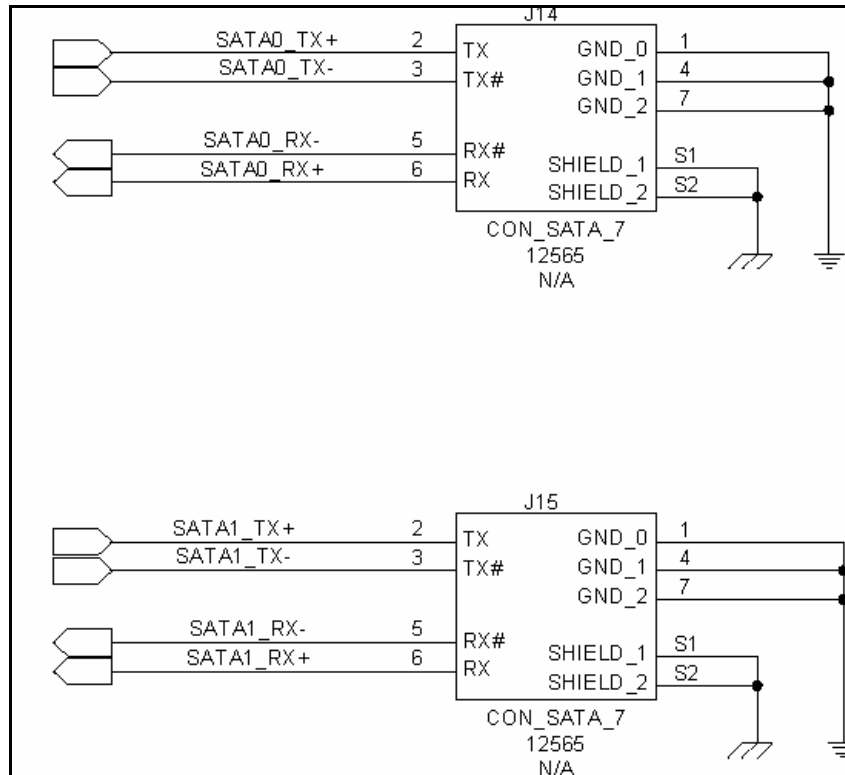 J14
SATA0_TX+ 2 TX GND_0 1
SATA0_TX- 3 TX# GND_1 4
GND_2 7
SATA0_RX- 5 RX#
SATA0_RX+ 6 RX SHIELD_1 S1
SHIELD_2 S2
CON_SATA_7
12565
N/A
J15
SATA1_TX+ 2 TX GND_0 1
SATA1_TX- 3 TX# GND_1 4
GND_2 7
SATA1_RX- 5 RX#
SATA1_RX+ 6 RX SHIELD_1 S1
SHIELD_2 S2
CON_SATA_7
12565
N/A